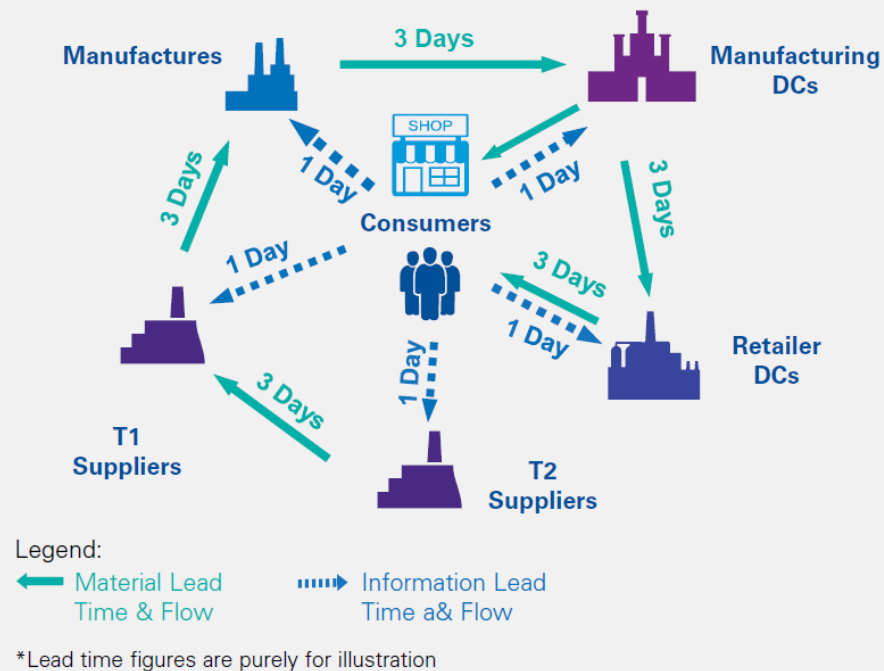 3 Days
Manufactures
Manufacturing
DCs
SHOP
1 Day
1 Day
3 Days
3 Days
Consumers
1 Day
3 Days
1 Day
Retailer
DCs
1 Day
3 Days
T1
Suppliers
T2
Suppliers
Legend:
Material Lead
Time & Flow
Information Lead
Time a& Flow
*Lead time figures are purely for illustration